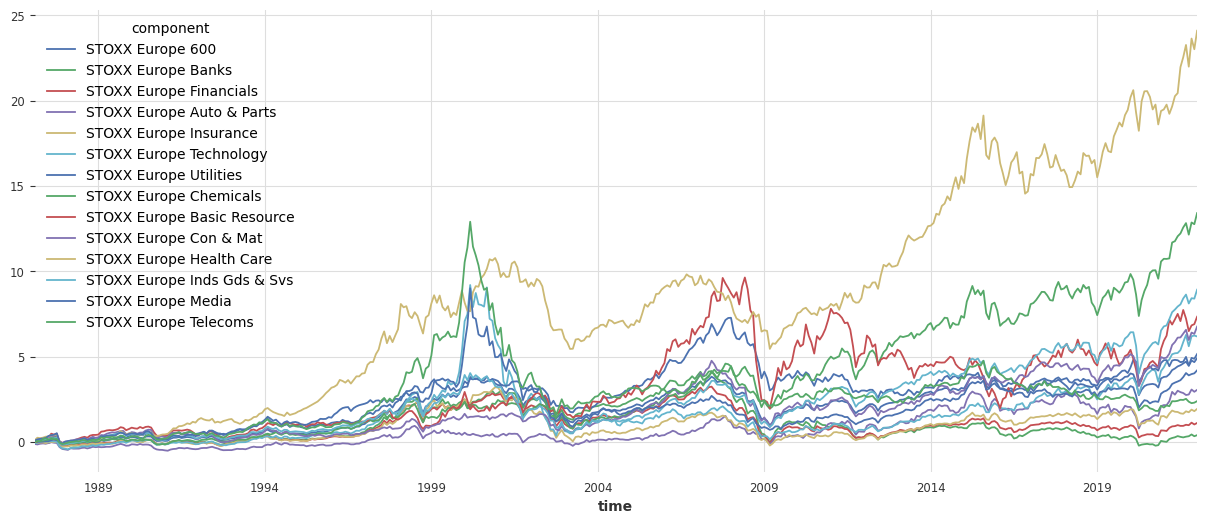 25
20
15
10
5
0
component
STOXX Europe 600
STOXX Europe Banks
STOXX Europe Financials
STOXX Europe Auto & Parts
STOXX Europe Insurance
STOXX Europe Technology
STOXX Europe Utilities
STOXX Europe Chemicals
STOXX Europe Basic Resource
STOXX Europe Con & Mat
STOXX Europe Health Care
STOXX Europe Inds Gds & Svs
STOXX Europe Media
STOXX Europe Telecoms
1989 1994 1999 2004 2009 2014 2019
time